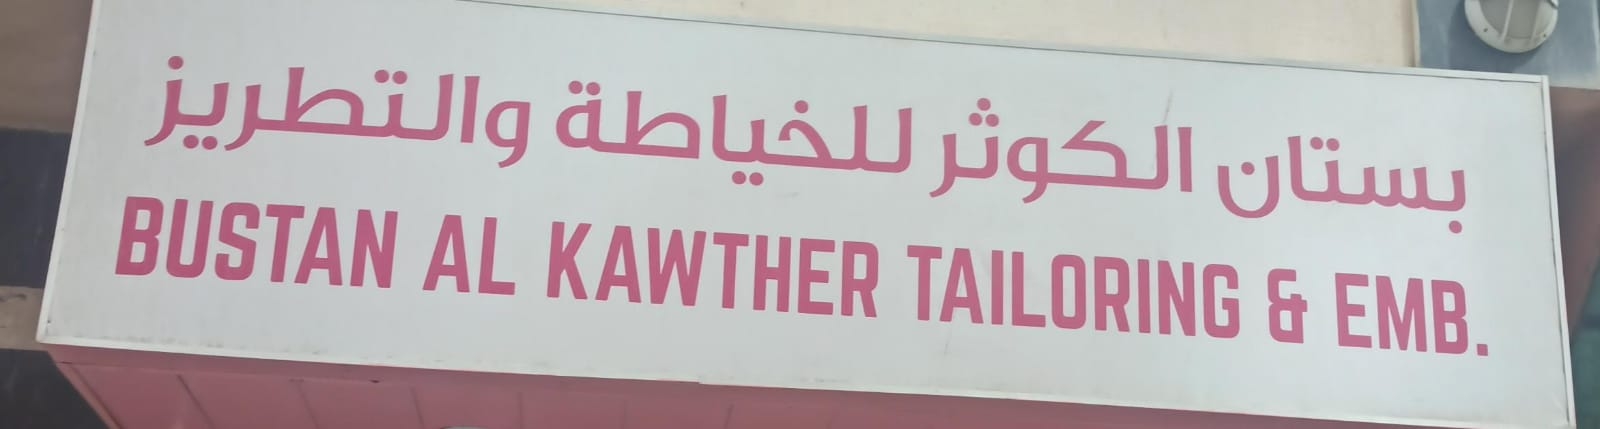 بستان الكوثر للخياطة والتطريز
BUSTAN AL KAWTHER TAILORING & EMB.